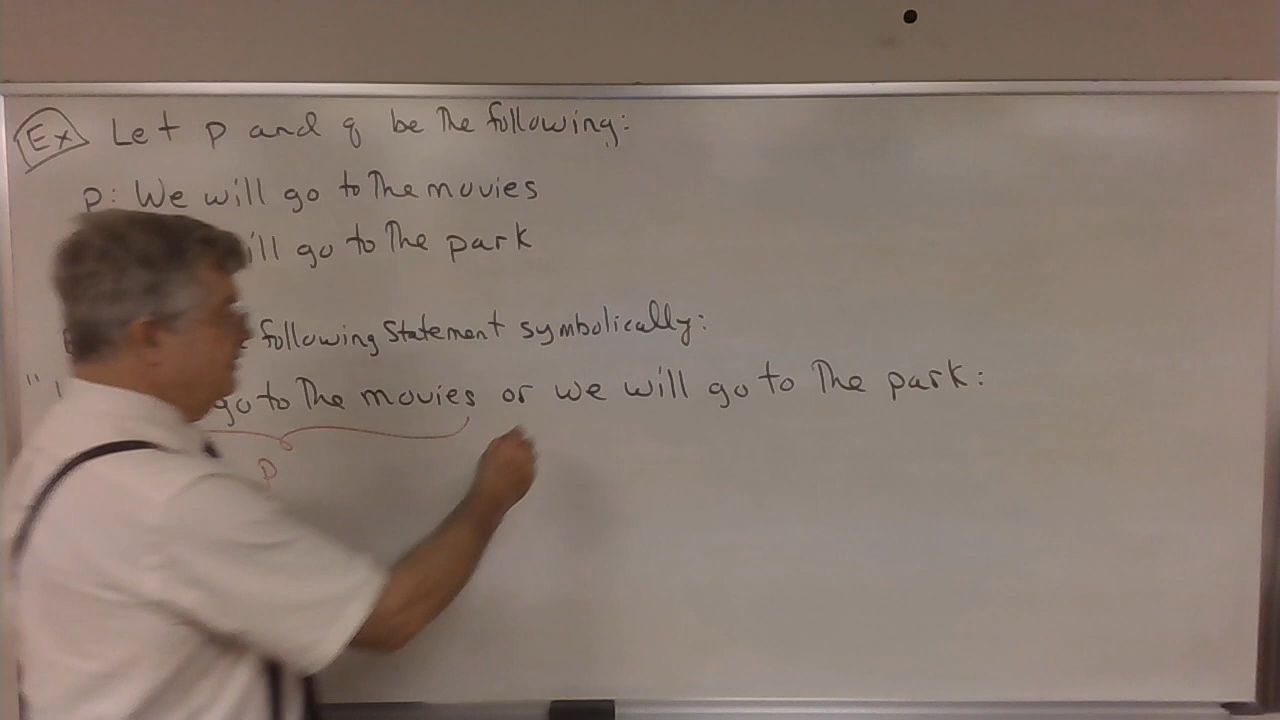 Ex Let p and q be the following:
p: We will go to The movies
ill go to The park
following Statement symbolically:
" go to The movies or we will go to The park:
p